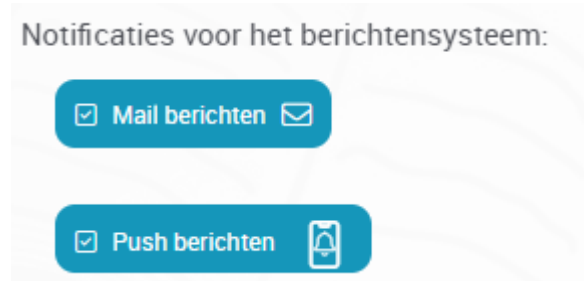 Notificaties voor het berichtensysteem:
Mail berichten
Push berichten